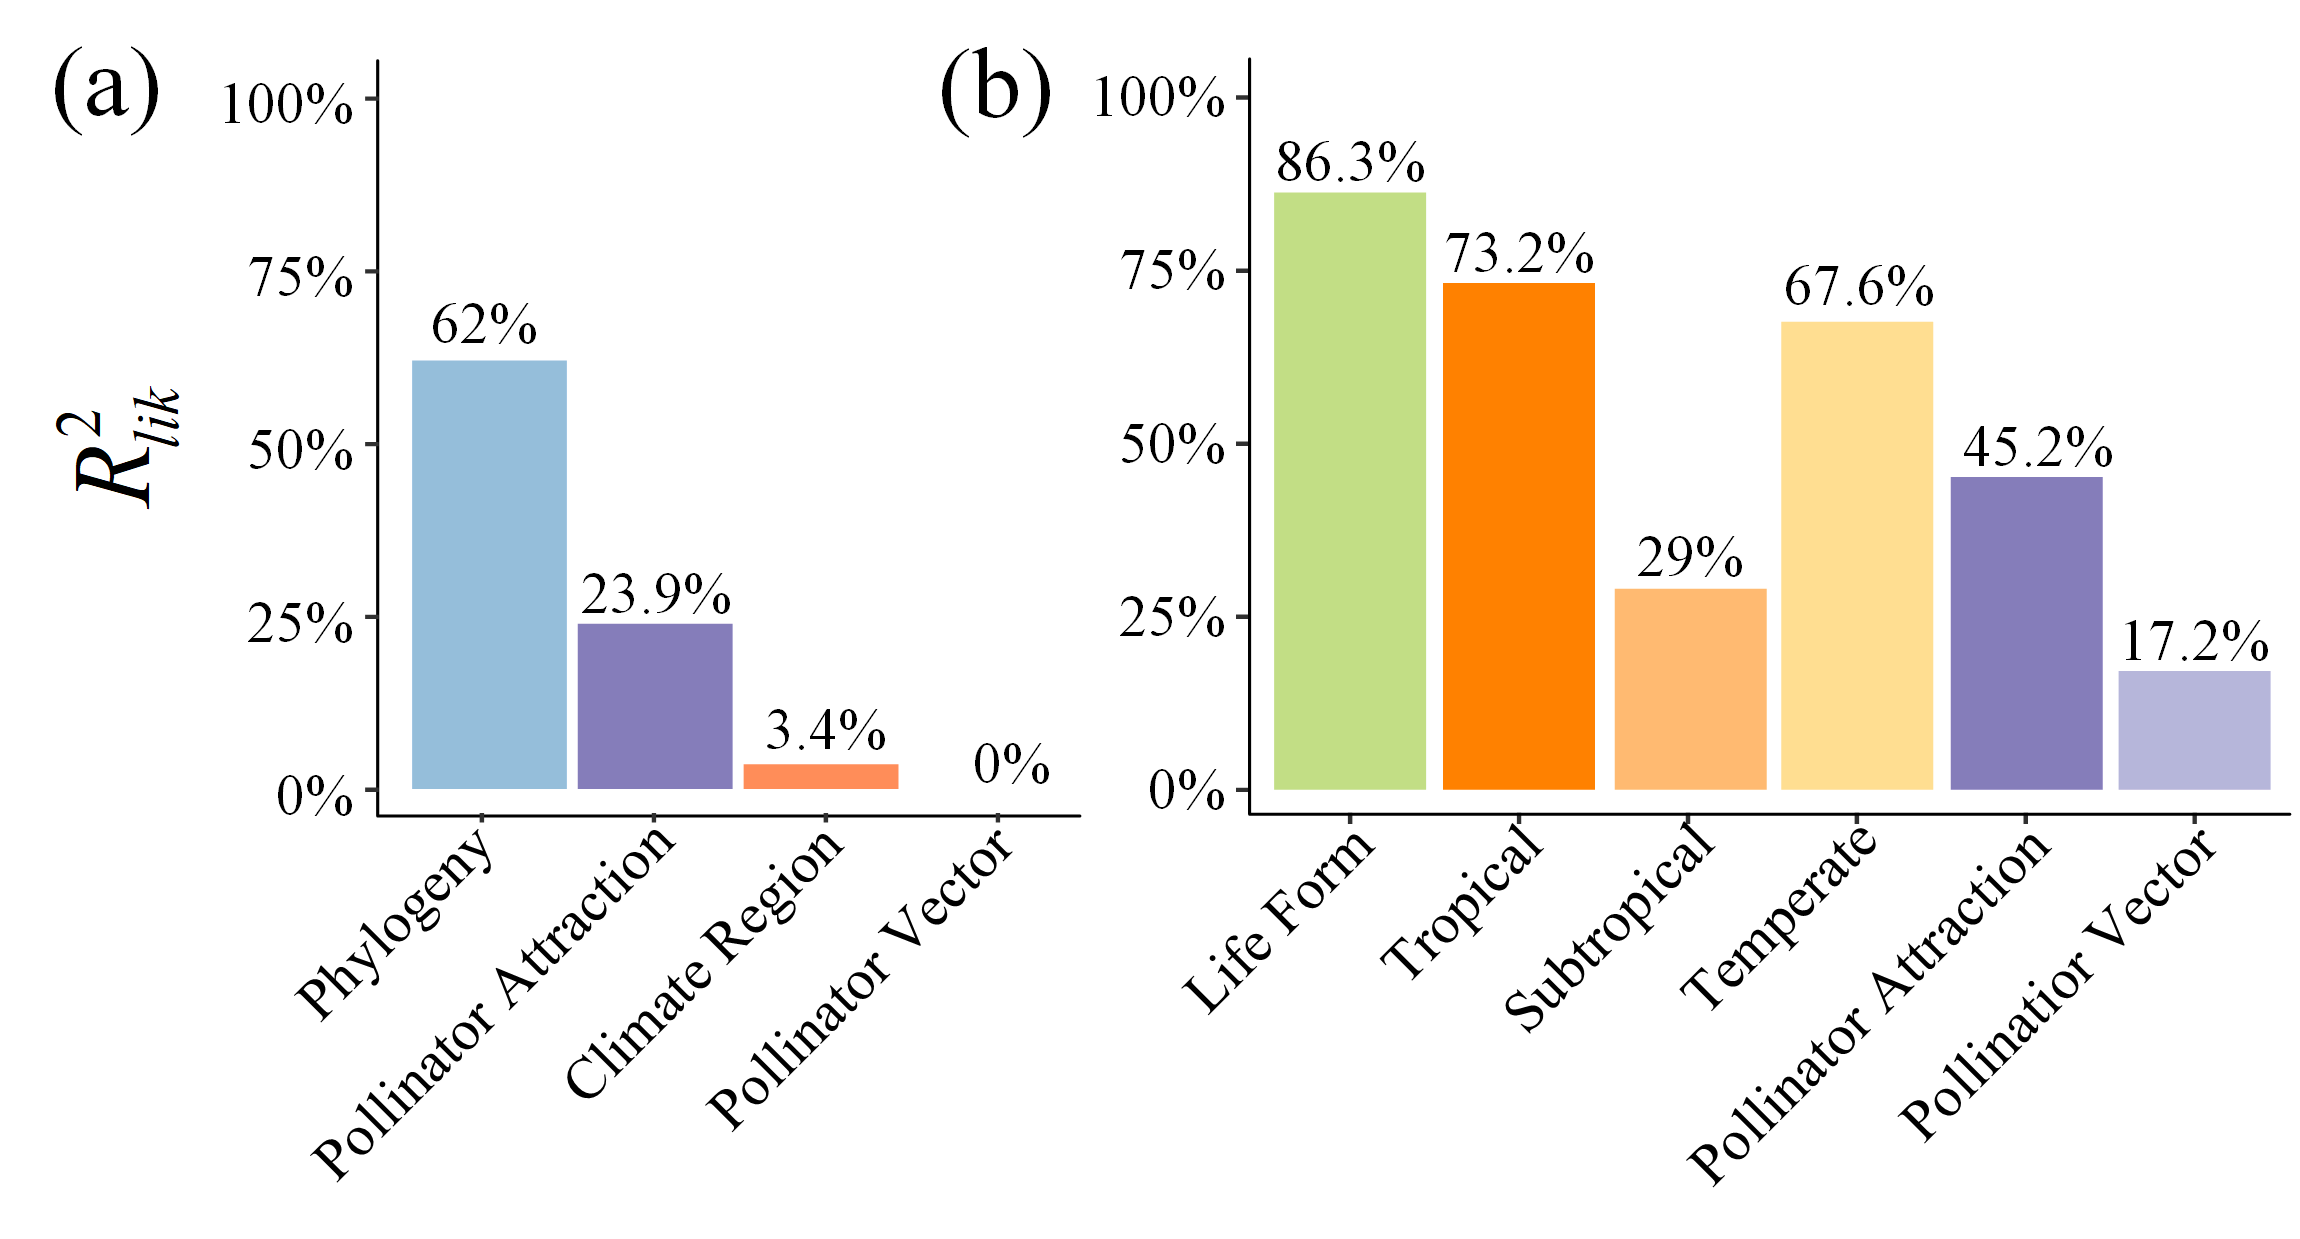 (a)
100%
75%
50%
25%
0%
R²lik
62%
23.9%
3.4%
0%
Phylogeny
Pollinator Attraction
Climate Region
Pollinator Vector
(b)
100%
75%
50%
25%
0%
86.3%
73.2%
29%
67.6%
45.2%
17.2%
Life Form
Tropical
Subtropical
Temperate
Pollinator Attraction
Pollinatior Vector